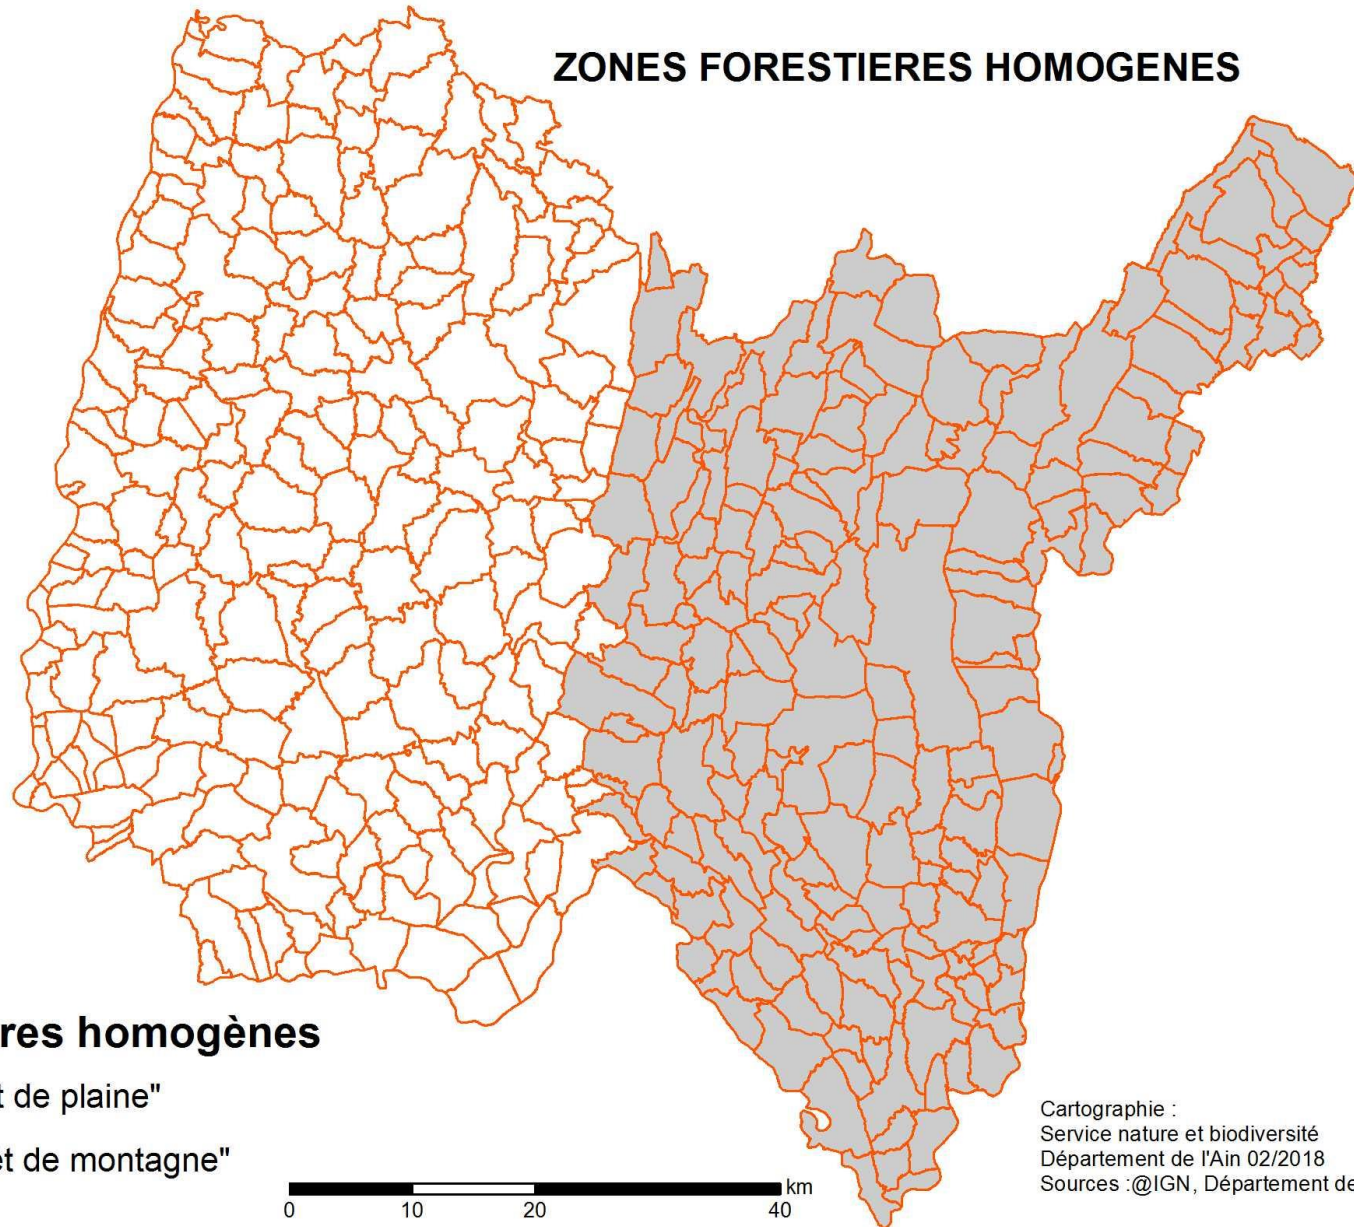 ZONES FORESTIERES HOMOGENES
res homogènes
t de plaine"
et de montagne"
km
0 10 20 40
Cartographie :
Service nature et biodiversité
Département de l'Ain 02/2018
Sources :@IGN, Département de